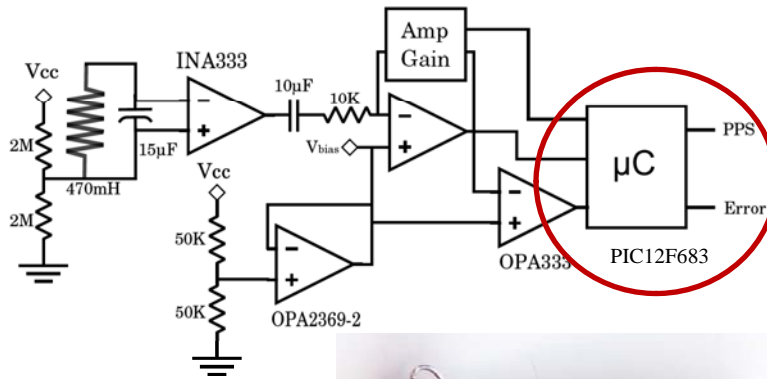 INA333
Amp
Gain
Vcc
10µF
10K
2M
15µF
470mH
2M
Vbias
Vcc
50K
50K
OPA2369-2
OPA333
µC
PPS
Error
PIC12F683
−
+
−
+
−
+
−
+